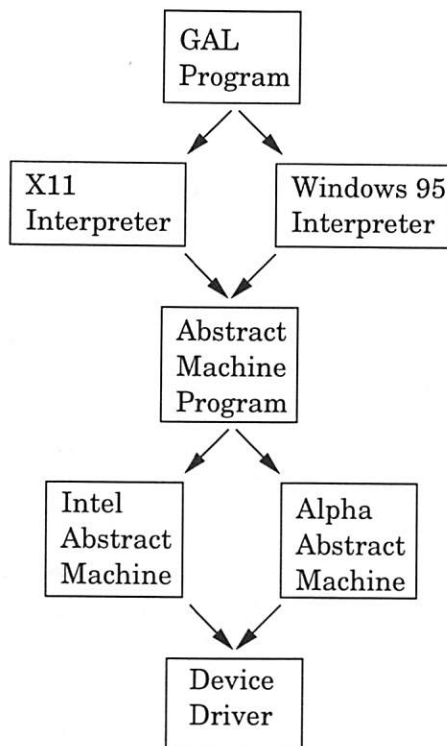 GAL
Program
X11
Interpreter
Windows 95
Interpreter
Abstract
Machine
Program
Intel
Abstract
Machine
Alpha
Abstract
Machine
Device
Driver